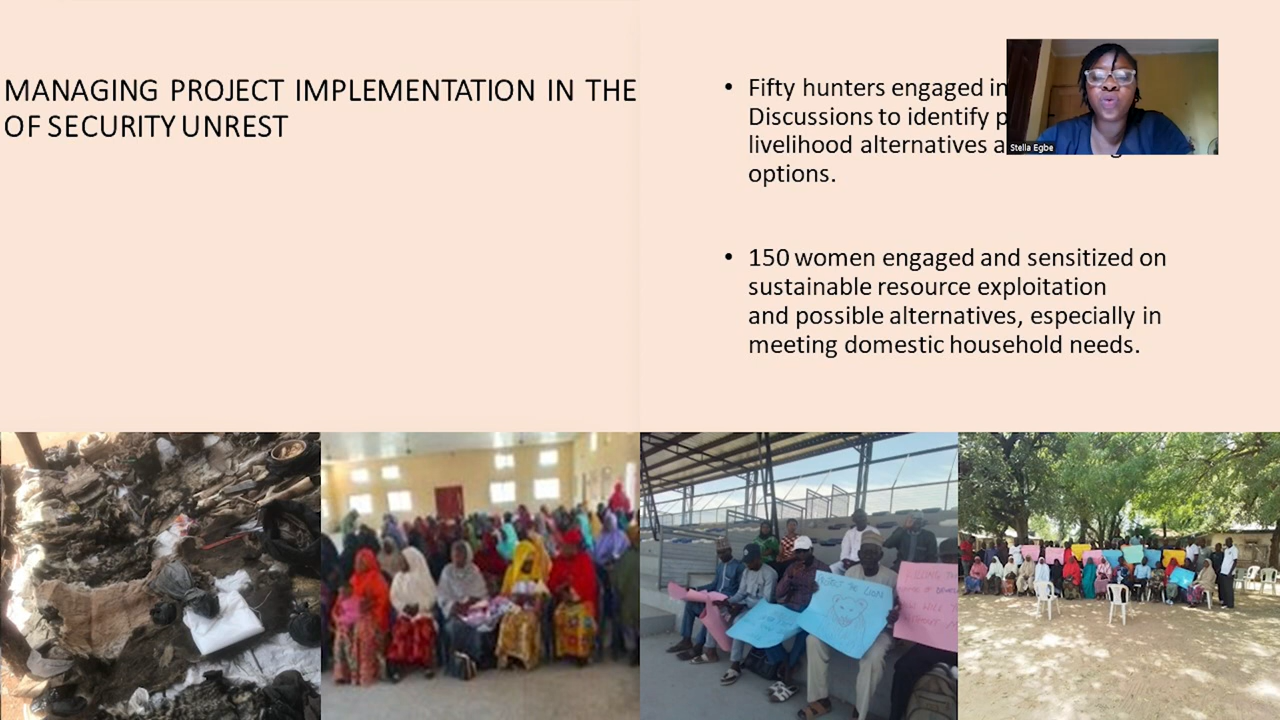 MANAGING PROJECT IMPLEMENTATION IN THE
OF SECURITY UNREST
• Fifty hunters engaged in
Discussions to identify p
livelihood alternatives a
options.
Stella Egbe
• 150 women engaged and sensitized on
sustainable resource exploitation
and possible alternatives, especially in
meeting domestic household needs.
THE LION